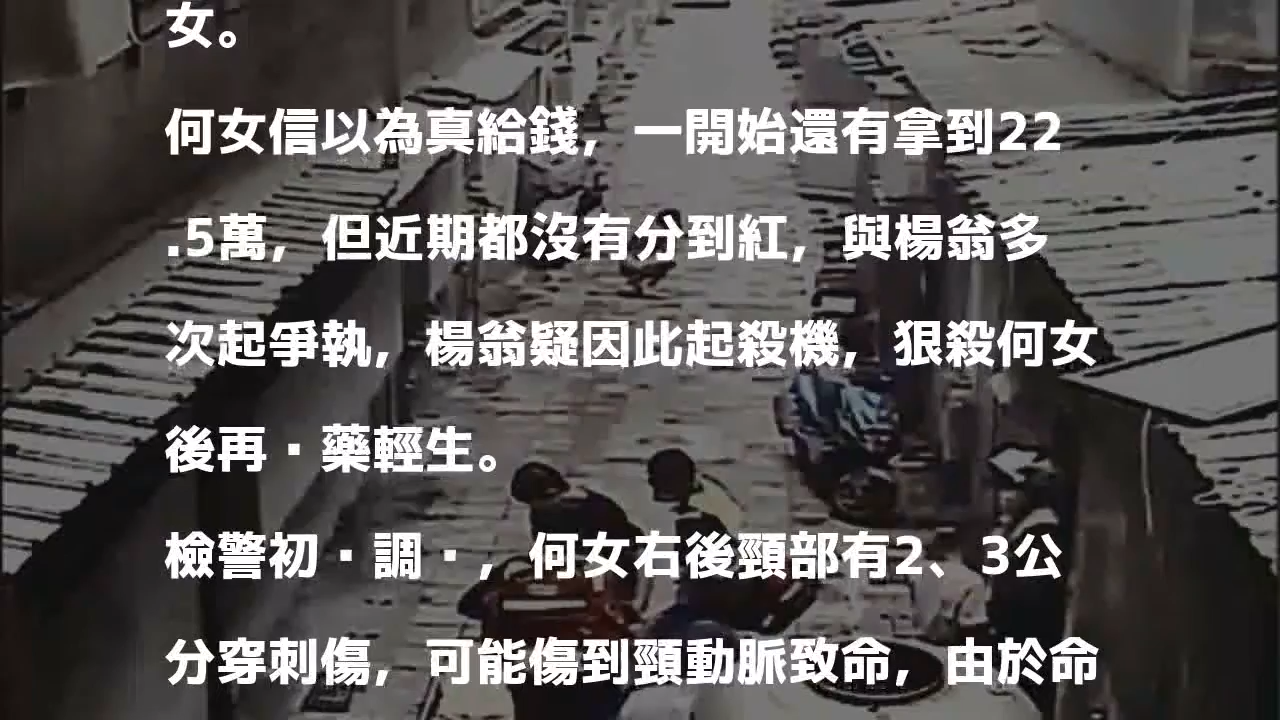 女。
何女信以為真給錢，一開始還有拿到22
.5萬，但近期都沒有分到紅，與楊翁多
次起爭執，楊翁疑因此起殺機，狠殺何女
後再·藥輕生。
檢警初·調·，何女右後頸部有2、3公
分穿刺傷，可能傷到頸動脈致命，由於命